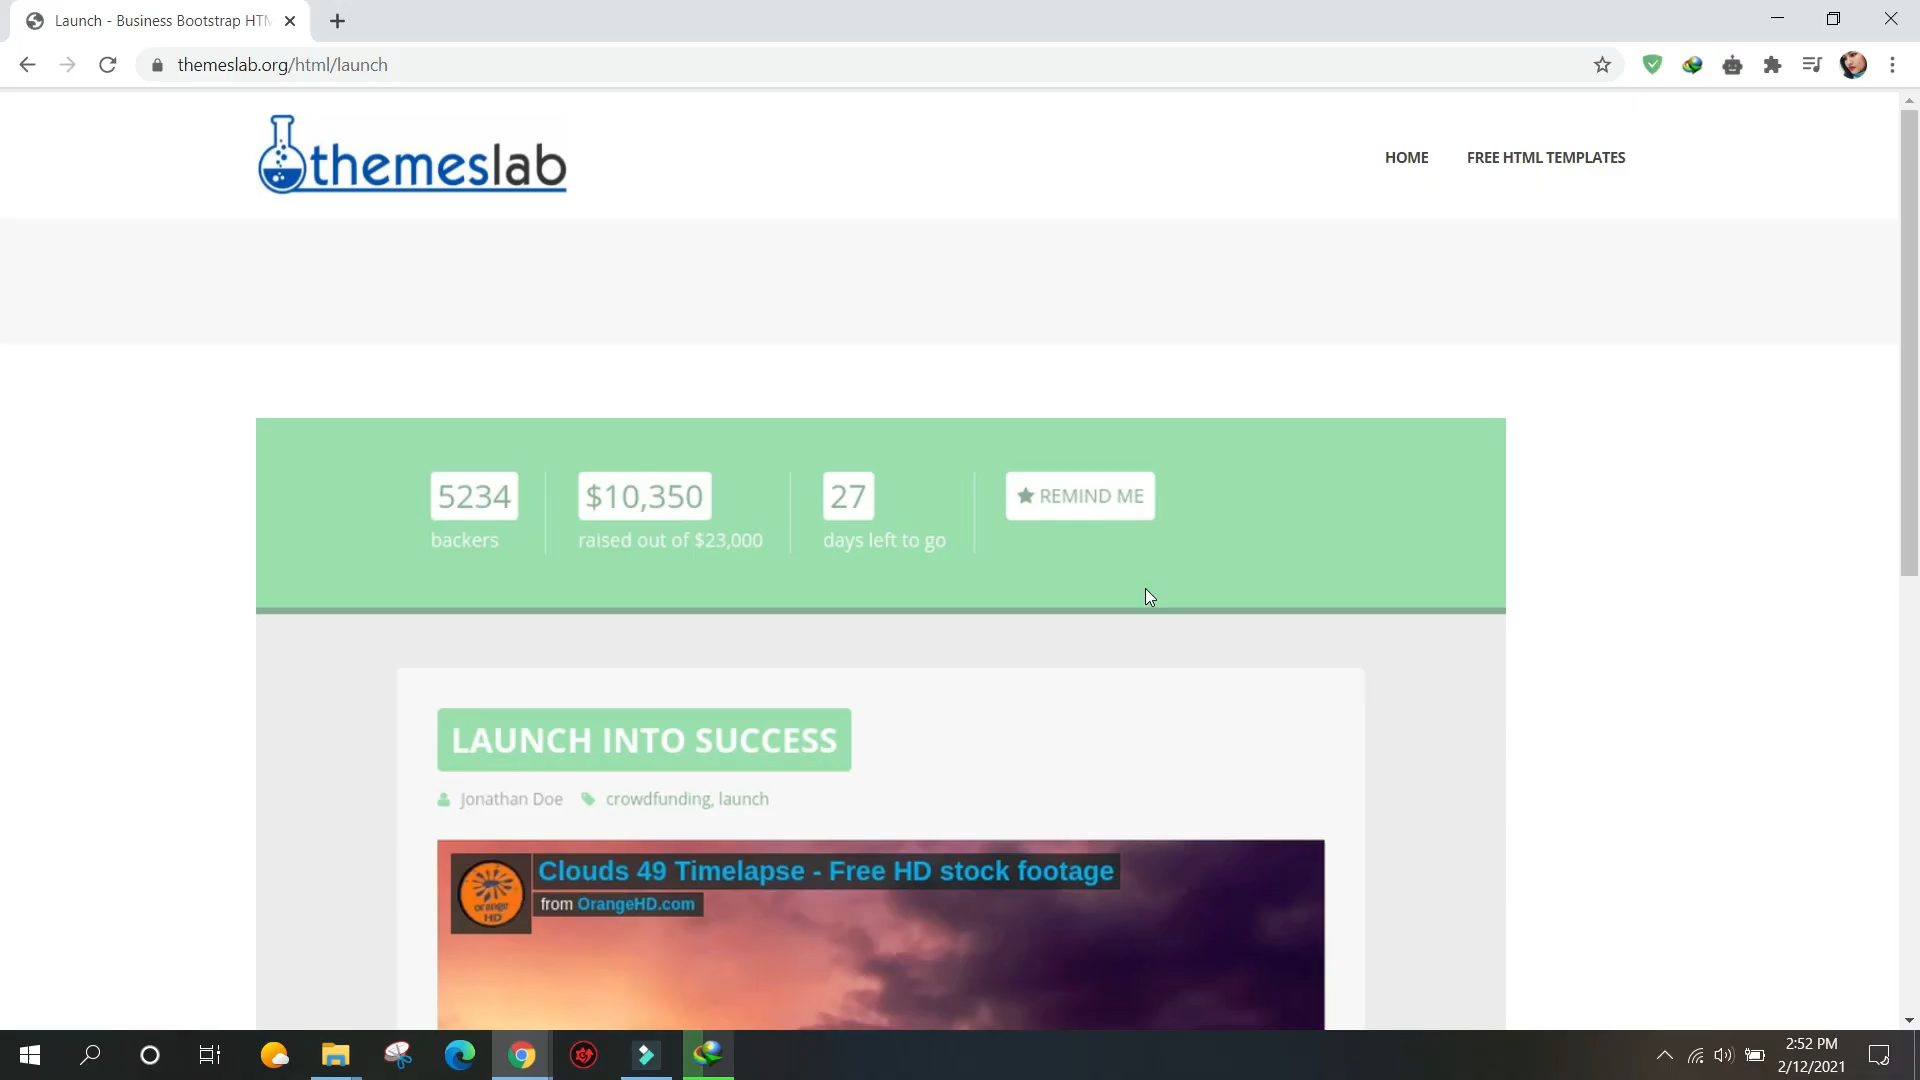 Launch - Business Bootstrap HTM
themeslab.org/html/launch
themeslab
HOME
FREE HTML TEMPLATES
5234
backers
$10,350
raised out of $23,000
27
days left to go
REMIND ME
LAUNCH INTO SUCCESS
Jonathan Doe
crowdfunding, launch
orange
HD
Clouds 49 Timelapse - Free HD stock footage
from OrangeHD.com
2:52 PM
2/12/2021